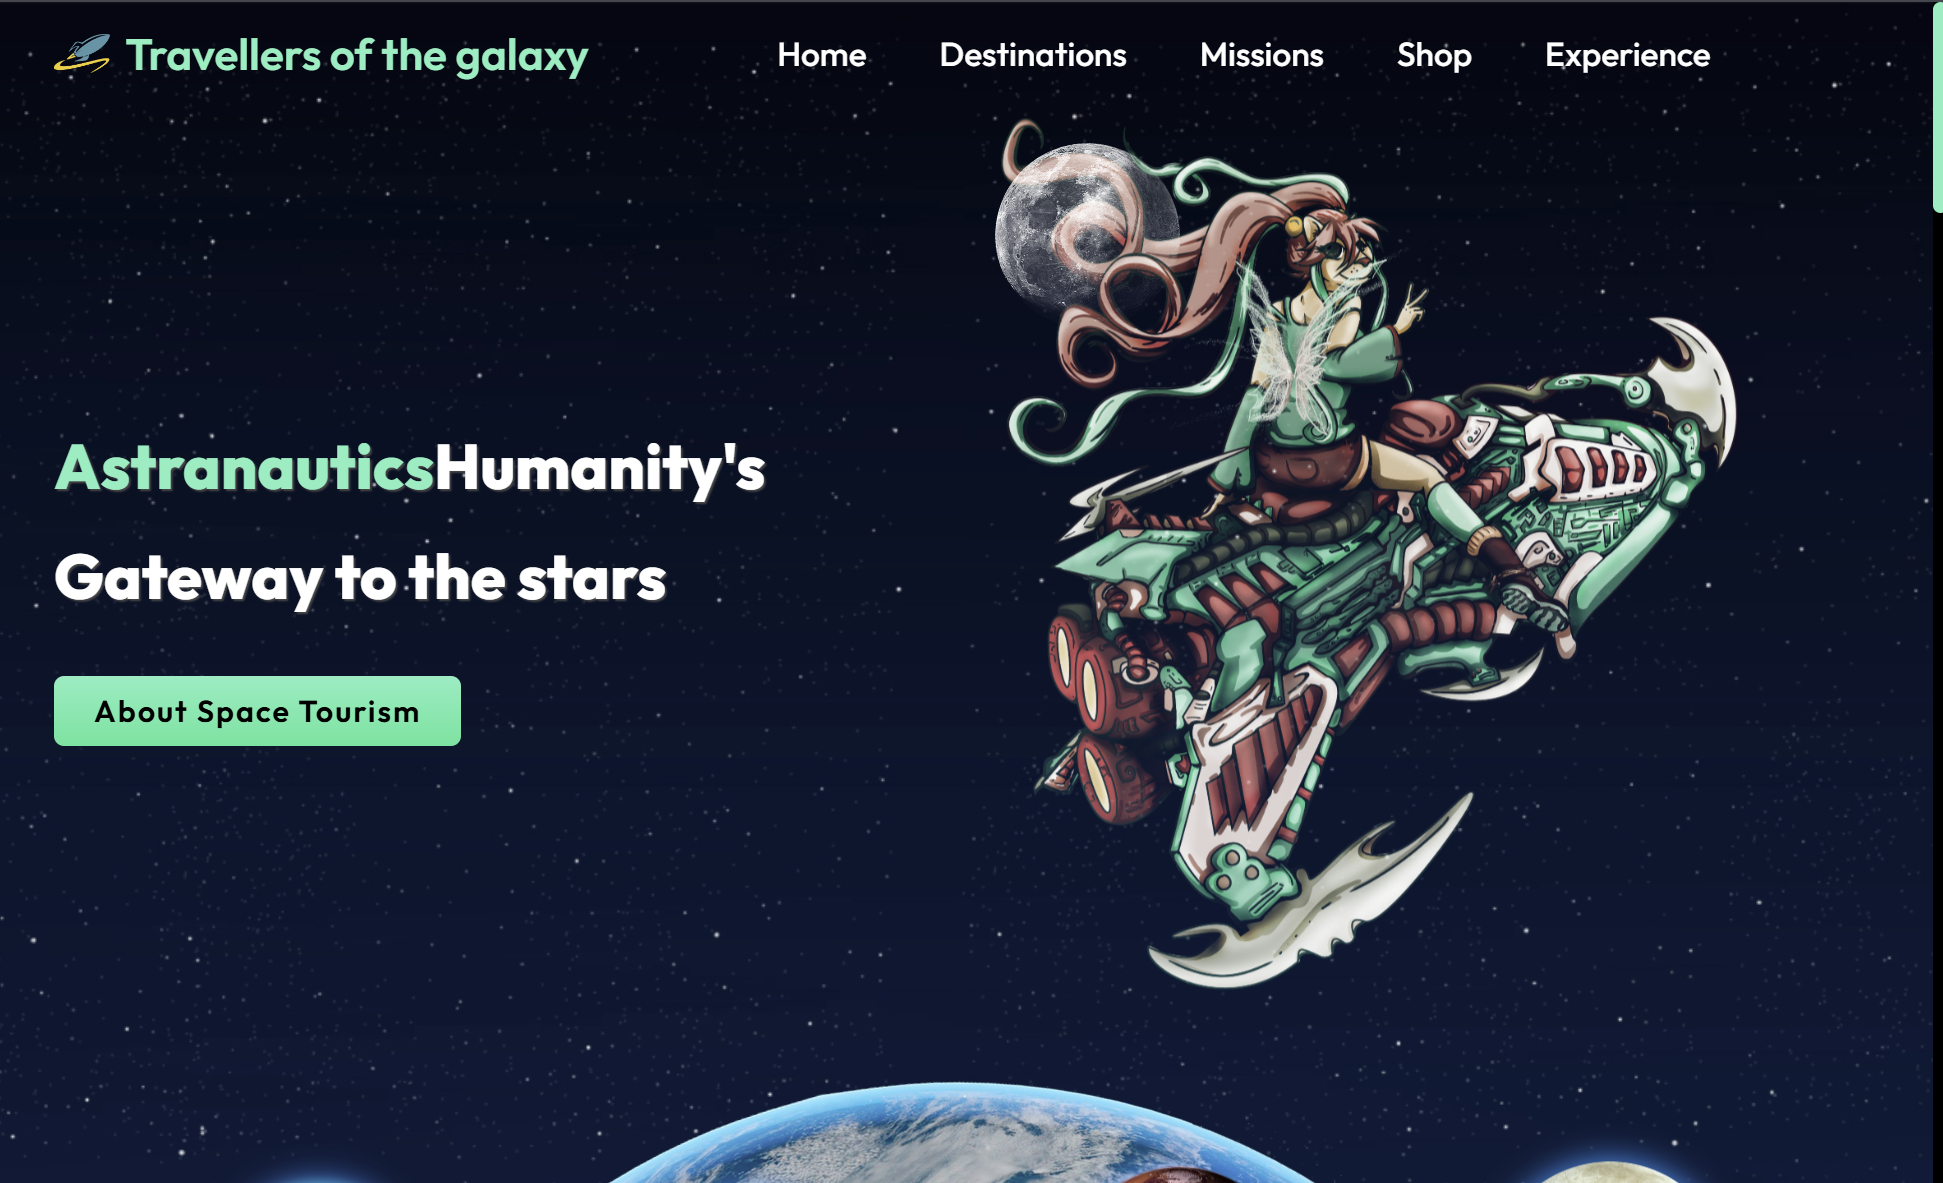 Travellers of the galaxy
Home Destinations Missions Shop Experience
AstranauticsHumanity's
Gateway to the stars
About Space Tourism